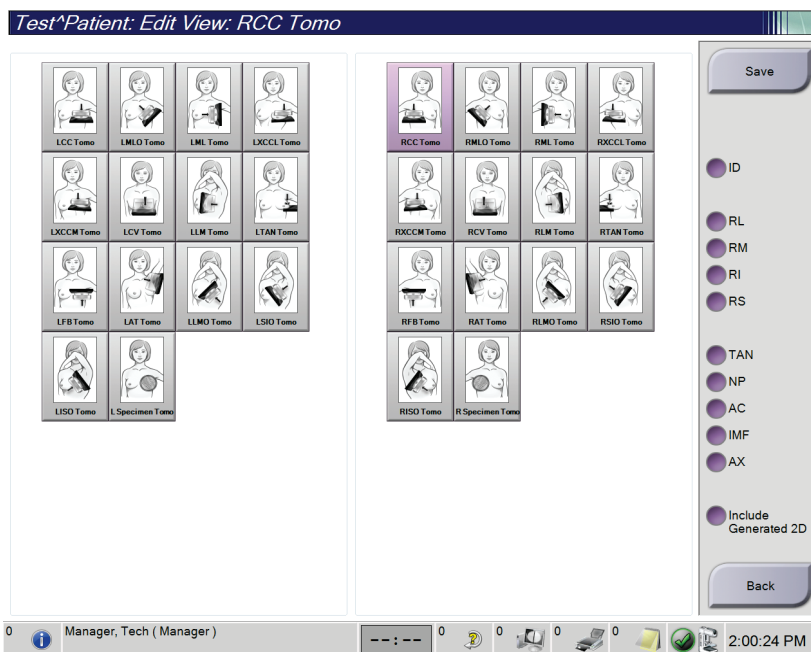 Test^Patient: Edit View: RCC Tomo
LCC Tomo LMLO Tomo LML Tomo LXCCL Tomo
LXCCM Tomo LCV Tomo LLM Tomo LTAN Tomo
LFB Tomo LAT Tomo LLMO Tomo LSIO Tomo
LISO Tomo L Specimen Tomo
RCC Tomo RMLO Tomo RML Tomo RXCCL Tomo
RXCCM Tomo RCV Tomo RLM Tomo RTAN Tomo
RFB Tomo RAT Tomo RLMO Tomo RSIO Tomo
RISO Tomo R Specimen Tomo
Save
ID
RL
RM
RI
RS
TAN
NP
AC
IMF
AX
Include
Generated 2D
Back
0 Manager, Tech ( Manager ) --:-- 0 0 0 0 2:00:24 PM